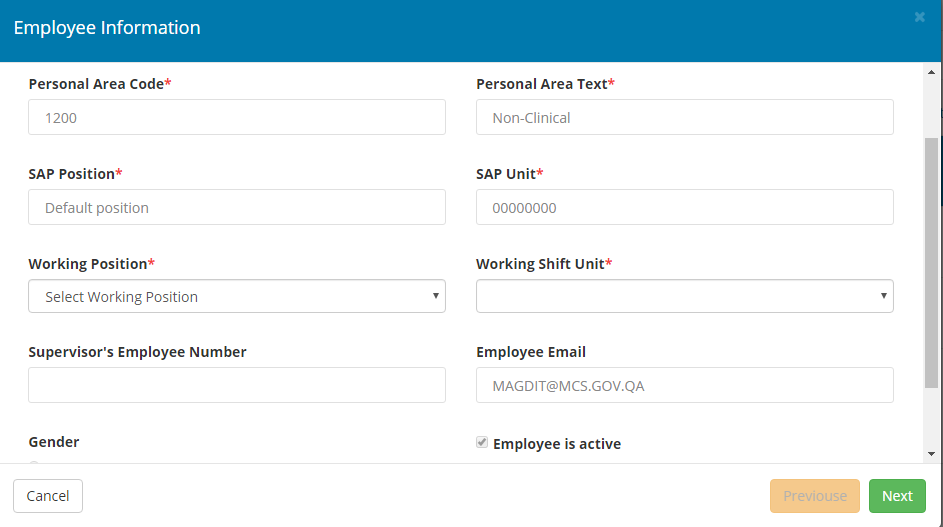 Employee Information
×
Personal Area Code*
Personal Area Text*
1200
Non-Clinical
SAP Position*
SAP Unit*
Default position
00000000
Working Position*
Working Shift Unit*
Select Working Position
Supervisor's Employee Number
Employee Email
MAGDIT@MCS.GOV.QA
Gender
Employee is active
Cancel
Previouse
Next